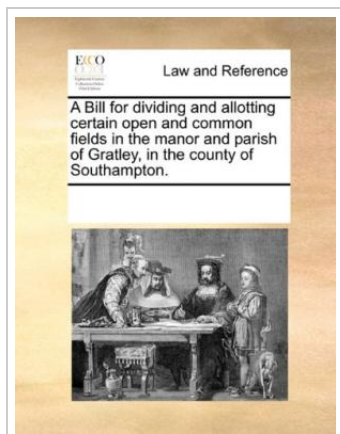 ECCO
Law and Reference
A Bill for dividing and allotting
certain open and common
fields in the manor and parish
of Gratley, in the county of
Southampton.